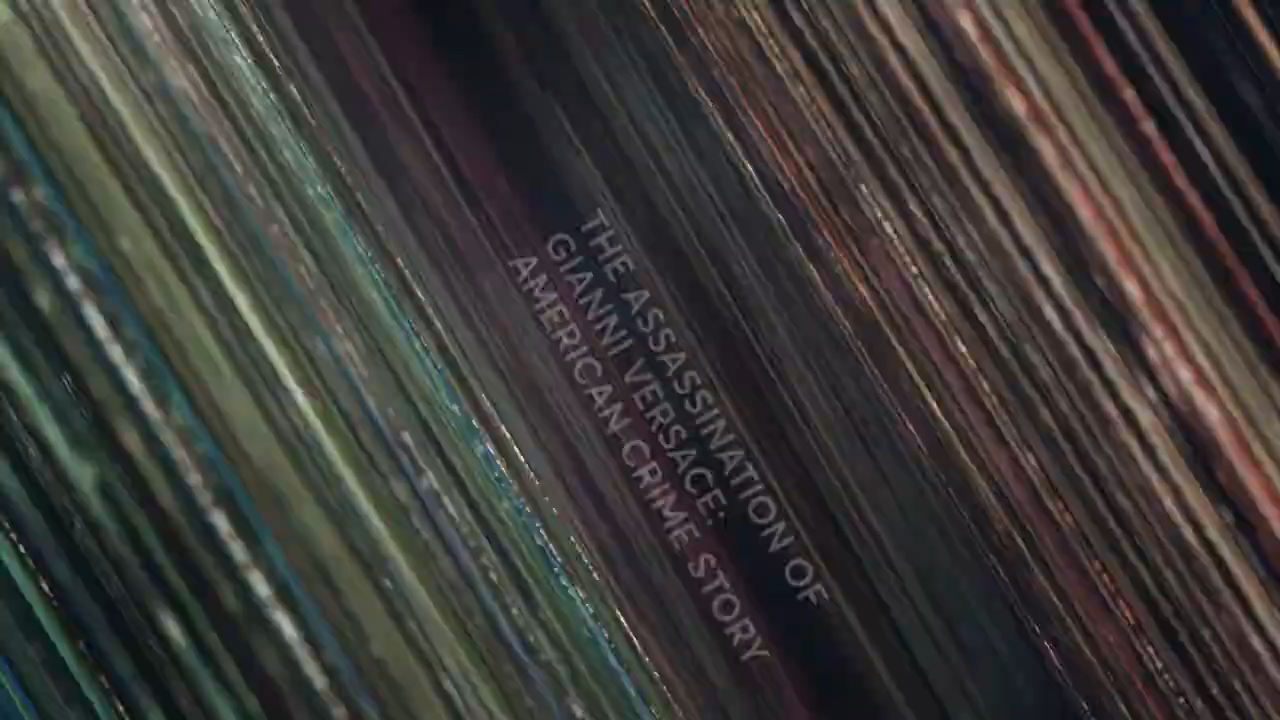 THE ASSASSINATION OF
GIANNI VERSACE:
AMERICAN CRIME STORY